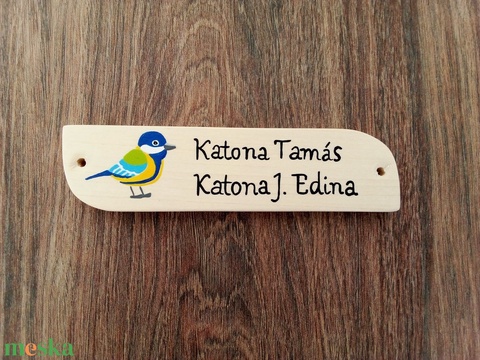 Katona Tamás
Katona J. Edina
meska